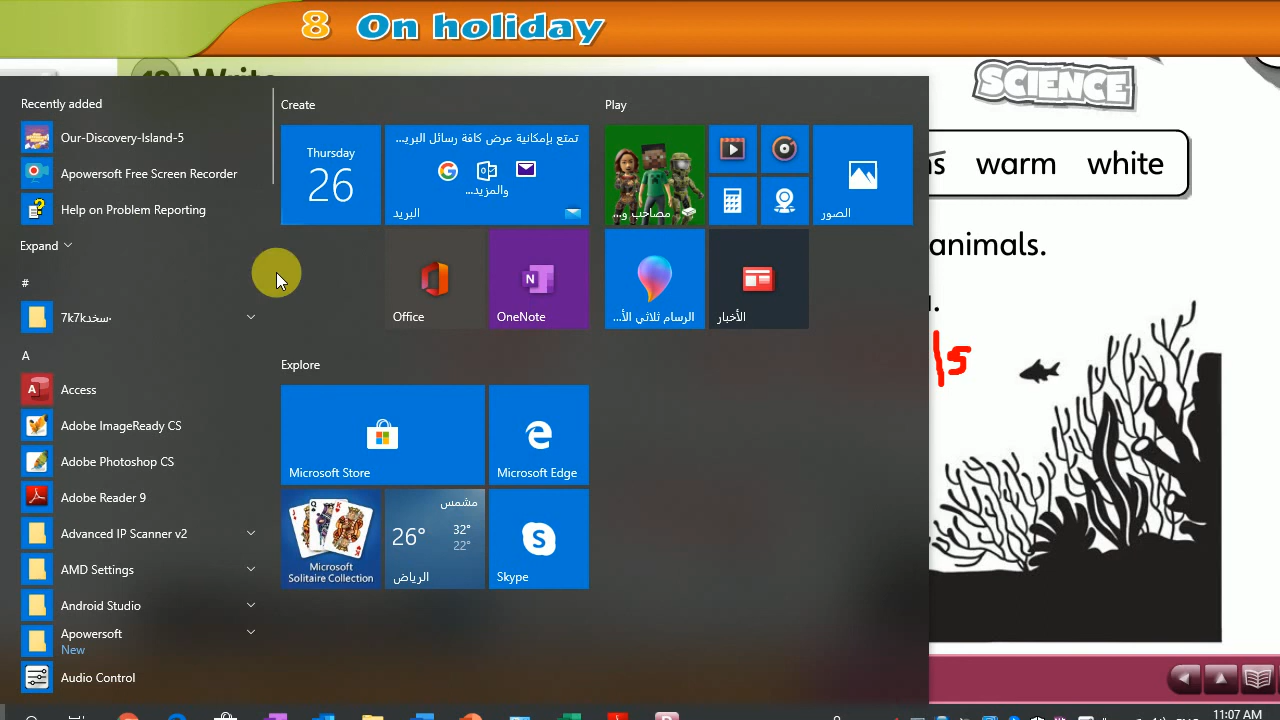 8 On holiday
Write
SCIENCE
warm white
animals.
Recently added
Our-Discovery-Island-5
Apowersoft Free Screen Recorder
Help on Problem Reporting
Expand
#
A
Access
Adobe ImageReady CS
Adobe Photoshop CS
Adobe Reader 9
Advanced IP Scanner v2
AMD Settings
Android Studio
Apowersoft
New
Audio Control
Create
Thursday
26
تمتع بإمكانية عرض كافة رسائل البريد...
والمزيد...
البريد
Office
OneNote
Explore
Microsoft Store
Microsoft Edge
Microsoft
Solitaire Collection
مشمس
26°
32°
22°
الرياض
Skype
Play
مصاحب و...
الصور
الرسام ثلاثي الأ...
الأخبار
11:07 AM